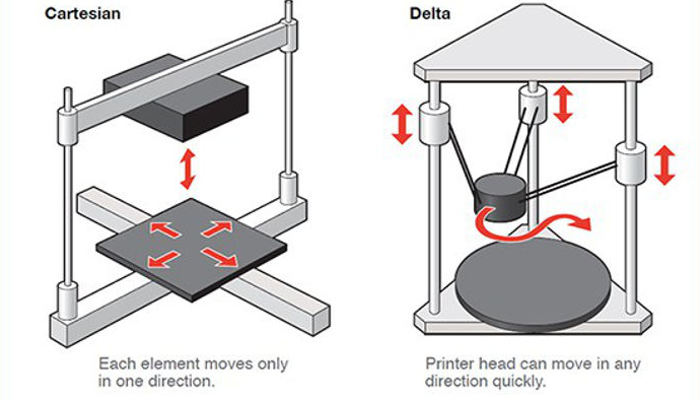 Cartesian
Delta
Each element moves only
in one direction.
Printer head can move in any
direction quickly.